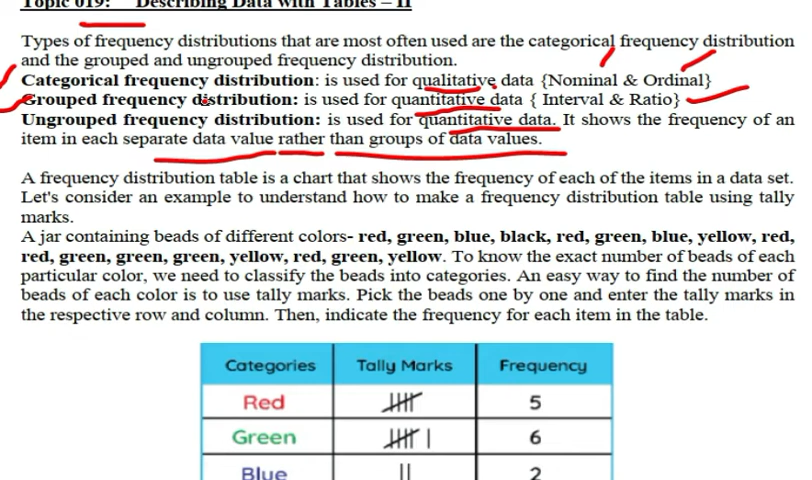 Topic 019: Describing Data with Tables – II
Types of frequency distributions that are most often used are the categorical frequency distribution
and the grouped and ungrouped frequency distribution.
Categorical frequency distribution: is used for qualitative data {Nominal & Ordinal}
Grouped frequency distribution: is used for quantitative data { Interval & Ratio}
Ungrouped frequency distribution: is used for quantitative data. It shows the frequency of an
item in each separate data value rather than groups of data values.
A frequency distribution table is a chart that shows the frequency of each of the items in a data set.
Let's consider an example to understand how to make a frequency distribution table using tally
marks.
A jar containing beads of different colors- red, green, blue, black, red, green, blue, yellow, red,
red, green, green, green, yellow, red, green, yellow. To know the exact number of beads of each
particular color, we need to classify the beads into categories. An easy way to find the number of
beads of each color is to use tally marks. Pick the beads one by one and enter the tally marks in
the respective row and column. Then, indicate the frequency for each item in the table.
Categories Tally Marks Frequency
Red 5
Green 6
Blue 2